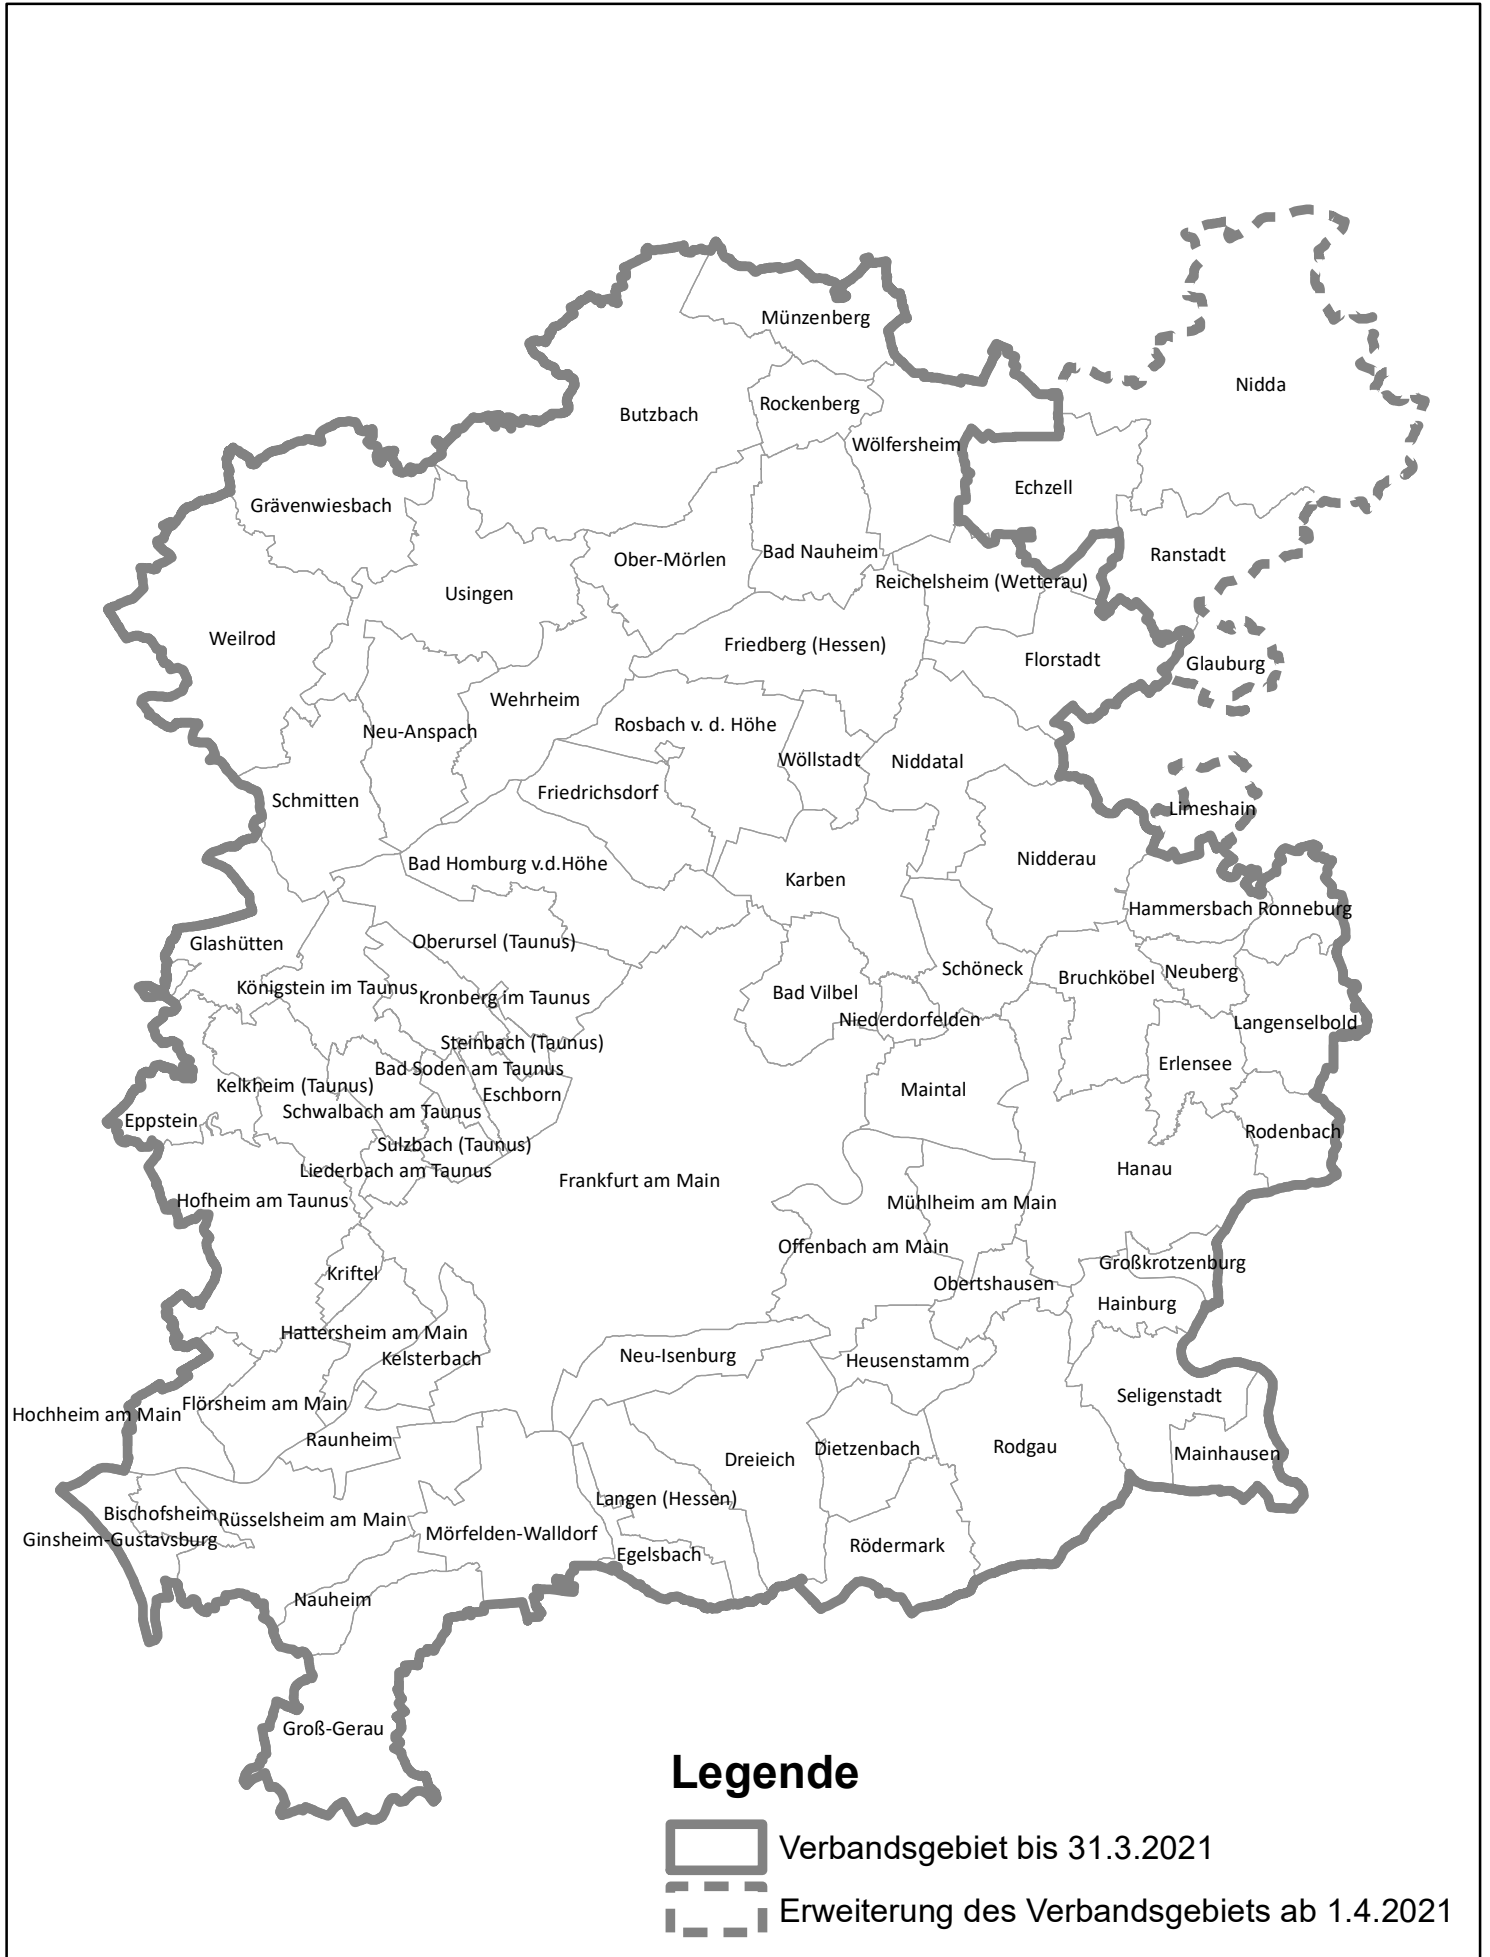 Münzenberg
Nidda
Rockenberg
Butzbach
Wölfersheim
Echzell
Grävenwiesbach
Bad Nauheim
Ranstadt
Ober-Mörlen
Reichelsheim (Wetterau)
Usingen
Weilrod
Friedberg (Hessen)
Florstadt
Glauburg
Wehrheim
Rosbach v. d. Höhe
Neu-Anspach
Wöllstadt
Niddatal
Friedrichsdorf
Schmitten
Limeshain
Nidderau
Bad Homburg v.d.Höhe
Karben
Hammersbach
Ronneburg
Glashütten
Oberursel (Taunus)
Schöneck
Neuberg
Bruchköbel
Königstein im Taunus
Kronberg im Taunus
Bad Vilbel
Niederdorfelden
Langenselbold
Steinbach (Taunus)
Erlensee
Bad Soden am Taunus
Kelkheim (Taunus)
Maintal
Eschborn
Schwalbach am Taunus
Eppstein
Rodenbach
Sulzbach (Taunus)
Hanau
Liederbach am Taunus
Frankfurt am Main
Hofheim am Taunus
Mühlheim am Main
Offenbach am Main
Großkrotzenburg
Kriftel
Obertshausen
Hainburg
Hattersheim am Main
Neu-Isenburg
Kelsterbach
Heusenstamm
Seligenstadt
Flörsheim am Main
Hochheim am Main
Raunheim
Rodgau
Dietzenbach
Mainhausen
Dreieich
Langen (Hessen)
Bischofsheim
Rüsselsheim am Main
Mörfelden-Walldorf
Ginsheim-Gustavsburg
Rödermark
Egelsbach
Nauheim
Groß-Gerau
Legende
Verbandsgebiet bis 31.3.2021
Erweiterung des Verbandsgebiets ab 1.4.2021